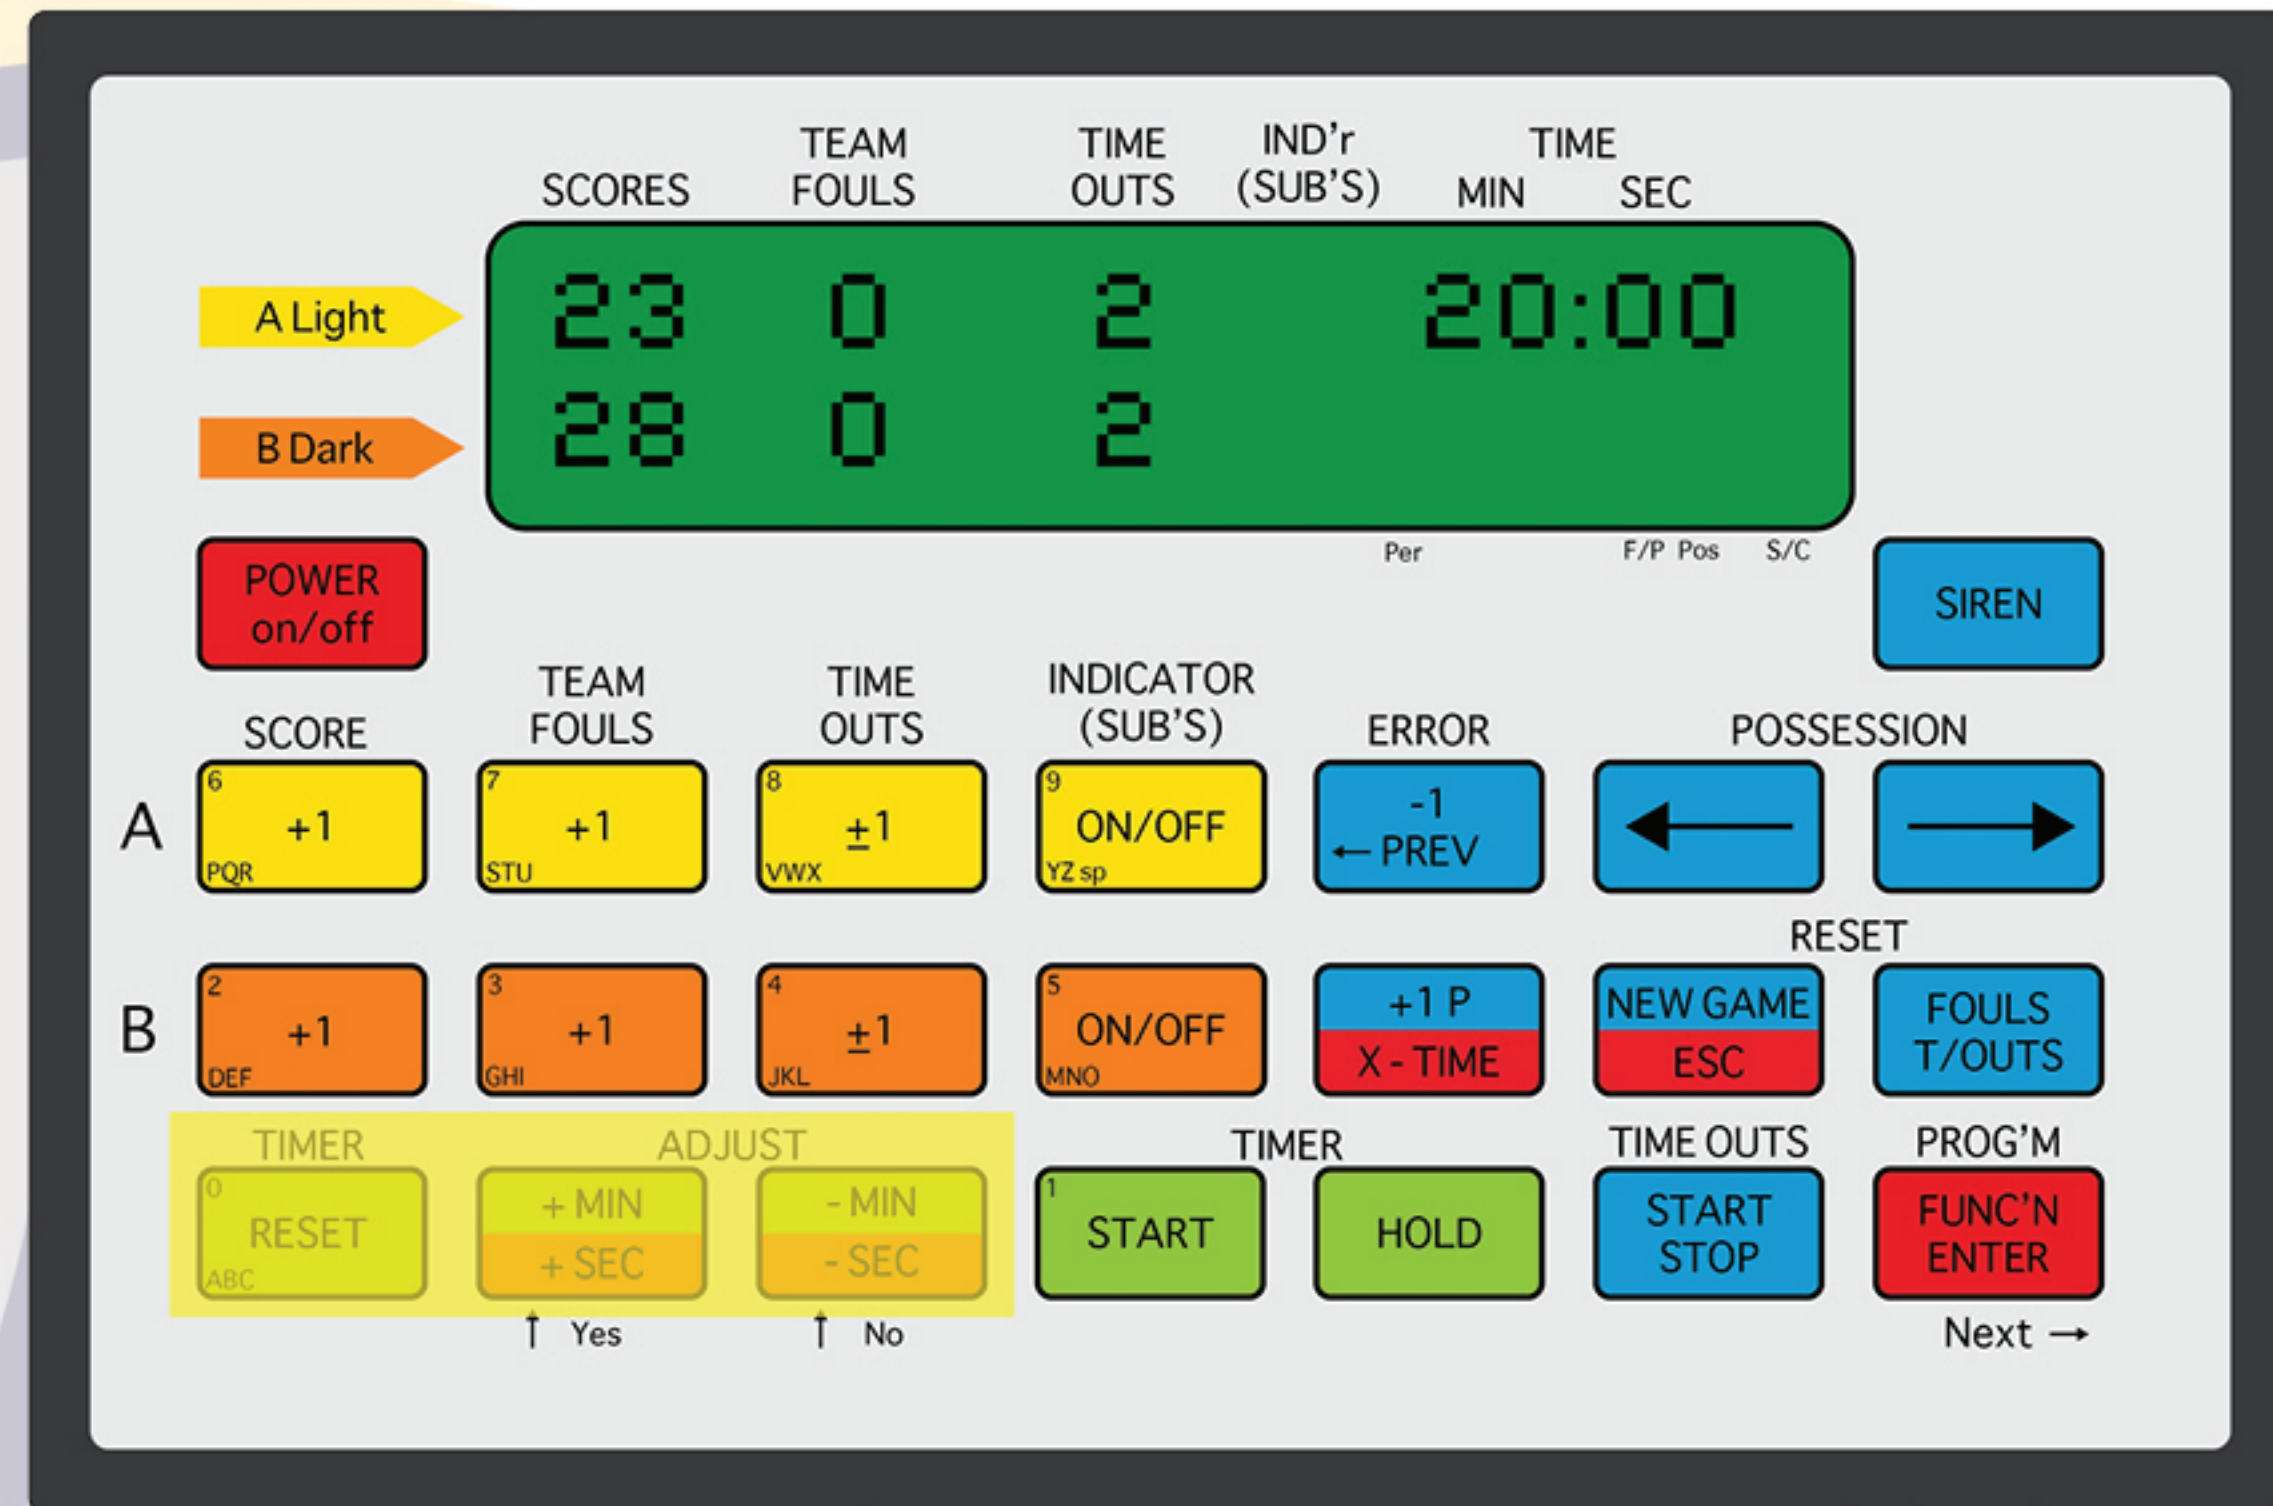 TEAM TIME IND'r TIME
SCORES FOULS OUTS (SUB'S) MIN SEC
A Light 23 0 2 20:00
B Dark 28 0 2
Per F/P Pos S/C
POWER
on/off
SIREN
TEAM TIME INDICATOR
SCORE FOULS OUTS (SUB'S) ERROR POSSESSION
A
6 +1 PQR
7 +1 STU
8 ±1 VWX
9 ON/OFF YZ sp
-1
← PREV
←
→
RESET
B
2 +1 DEF
3 +1 GHI
4 ±1 JKL
5 ON/OFF MNO
+1 P
X - TIME
NEW GAME
ESC
FOULS
T/OUTS
TIMER ADJUST TIMER TIME OUTS PROG'M
0 RESET ABC
+ MIN
+ SEC
- MIN
- SEC
1 START
HOLD
START
STOP
FUNC'N
ENTER
↑ Yes ↑ No Next →